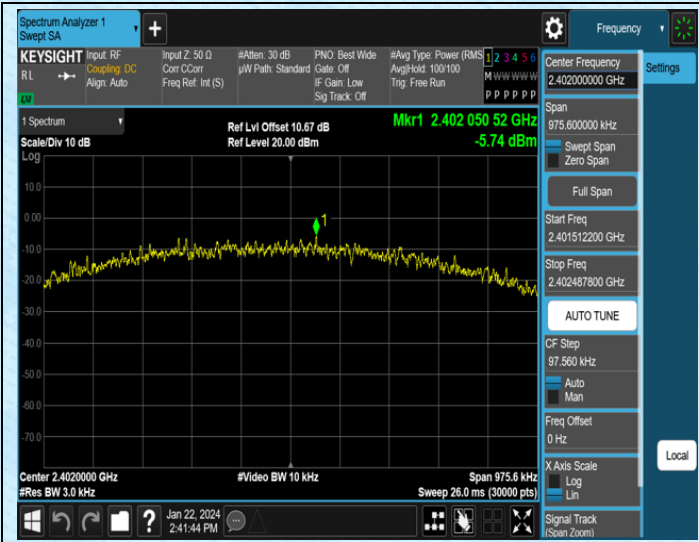 Spectrum Analyzer 1
Swept SA
Frequency
KEYSIGHT
RL
LXI
Input: RF
Coupling: DC
Align: Auto
Input Z: 50 Ω
Corr CCorr
Freq Ref: Int (S)
#Atten: 30 dB
µW Path: Standard
PNO: Best Wide
Gate: Off
IF Gain: Low
Sig Track: Off
#Avg Type: Power (RMS
Avg|Hold: 100/100
Trig: Free Run
1 2 3 4 5 6
M W W W W W
P P P P P P
1 Spectrum
Scale/Div 10 dB
Ref Lvl Offset 10.67 dB
Ref Level 20.00 dBm
Mkr1 2.402 050 52 GHz
-5.74 dBm
Log
10.0
0.00
-10.0
-20.0
-30.0
-40.0
-50.0
-60.0
-70.0
1
Center 2.4020000 GHz
#Res BW 3.0 kHz
#Video BW 10 kHz
Span 975.6 kHz
Sweep 26.0 ms (30000 pts)
Center Frequency
2.402000000 GHz
Settings
Span
975.600000 kHz
Swept Span
Zero Span
Full Span
Start Freq
2.401512200 GHz
Stop Freq
2.402487800 GHz
AUTO TUNE
CF Step
97.560 kHz
Auto
Man
Freq Offset
0 Hz
X Axis Scale
Log
Lin
Local
Signal Track
(Span Zoom)
?
Jan 22, 2024
2:41:44 PM